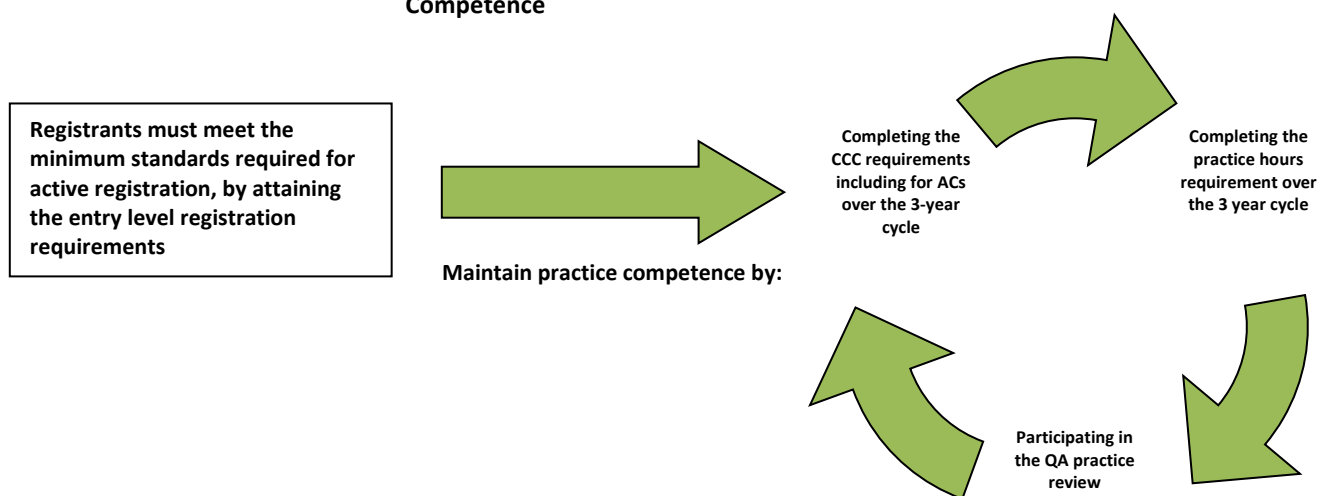 Competence
Registrants must meet the
minimum standards required for
active registration, by attaining
the entry level registration
requirements
Maintain practice competence by:
Completing the
CCC requirements
including for ACs
over the 3-year
cycle
Completing the
practice hours
requirement over
the 3 year cycle
Participating in
the QA practice
review